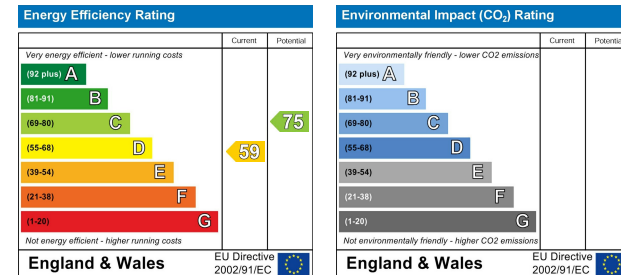 Energy Efficiency Rating
Current Potential
Very energy efficient - lower running costs
(92 plus) A
(81-91) B
(69-80) C 75
(55-68) D 59
(39-54) E
(21-38) F
(1-20) G
Not energy efficient - higher running costs
England & Wales
EU Directive
2002/91/EC
Environmental Impact (CO₂) Rating
Current Potentia
Very environmentally friendly - lower CO2 emissions
(92 plus) A
(81-91) B
(69-80) C
(55-68) D
(39-54) E
(21-38) F
(1-20) G
Not environmentally friendly - higher CO2 emissions
England & Wales
EU Directive
2002/91/EC